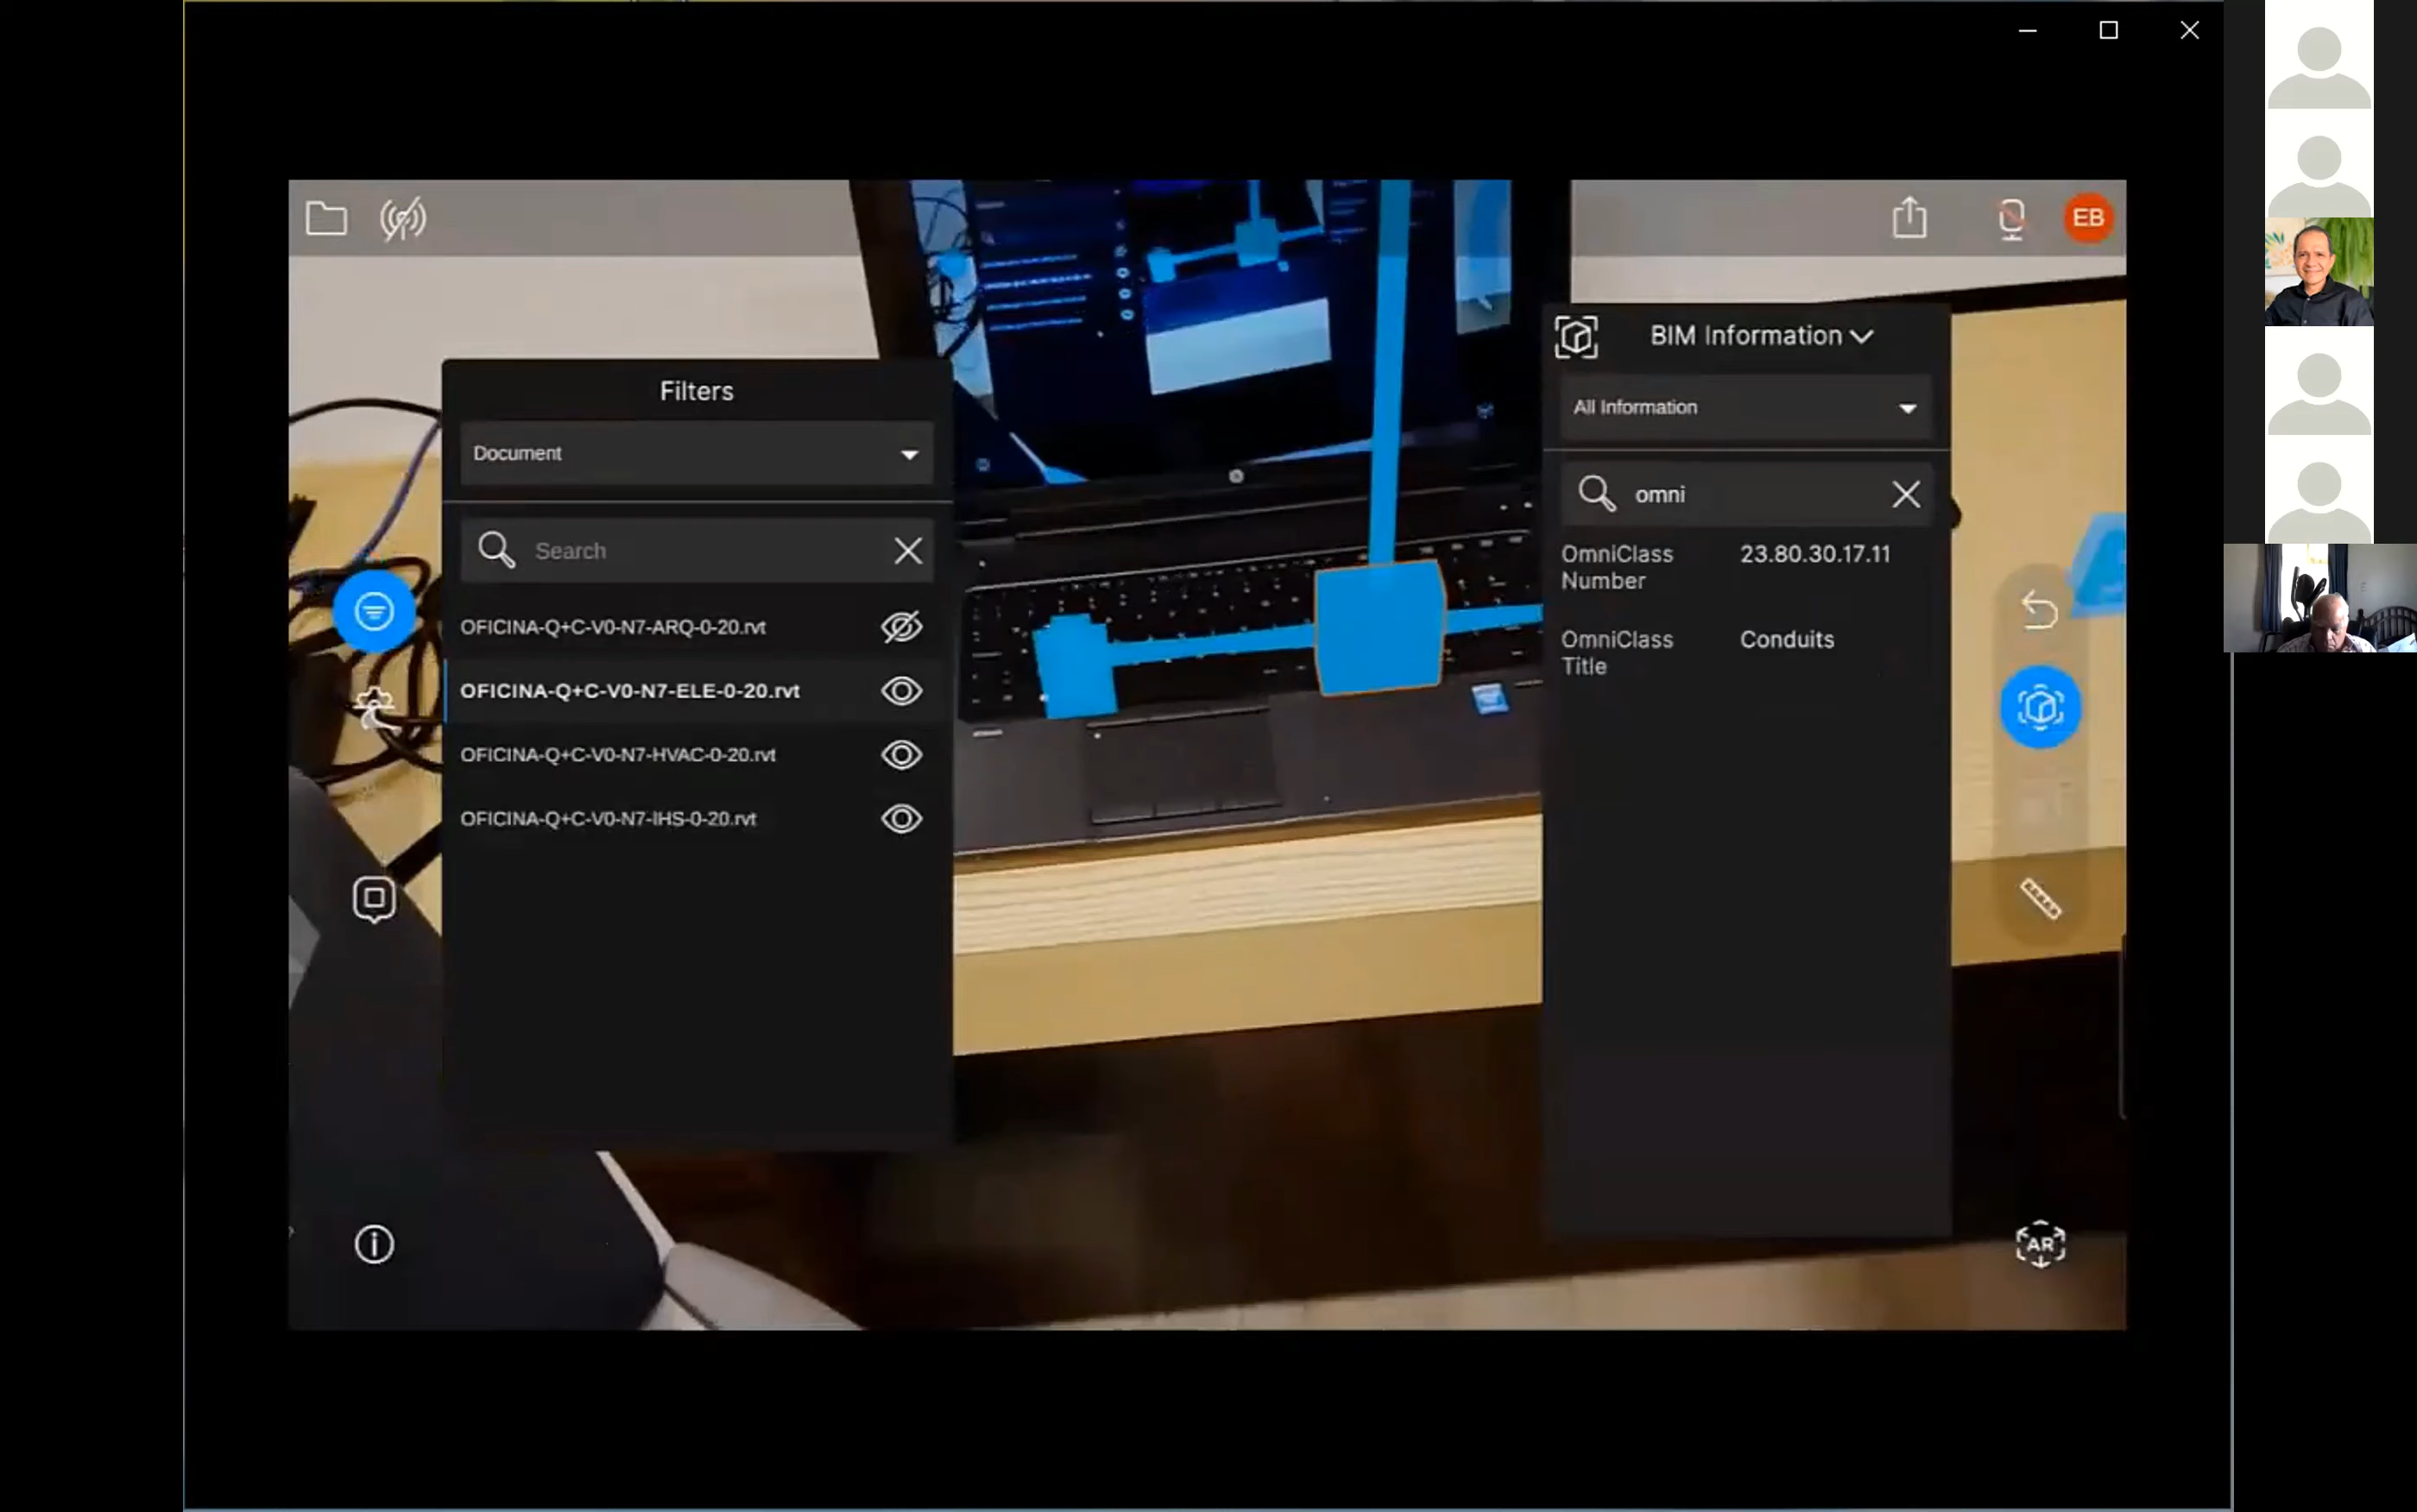 EB
BIM Information
Filters
All Information
Document
omni
Search
OmniClass Number
23.80.30.17.11
OFICINA-Q+C-V0-N7-ARQ-0-20.rvt
OmniClass Title
Conduits
OFICINA-Q+C-V0-N7-ELE-0-20.rvt
OFICINA-Q+C-V0-N7-HVAC-0-20.rvt
OFICINA-Q+C-V0-N7-IHS-0-20.rvt
AR